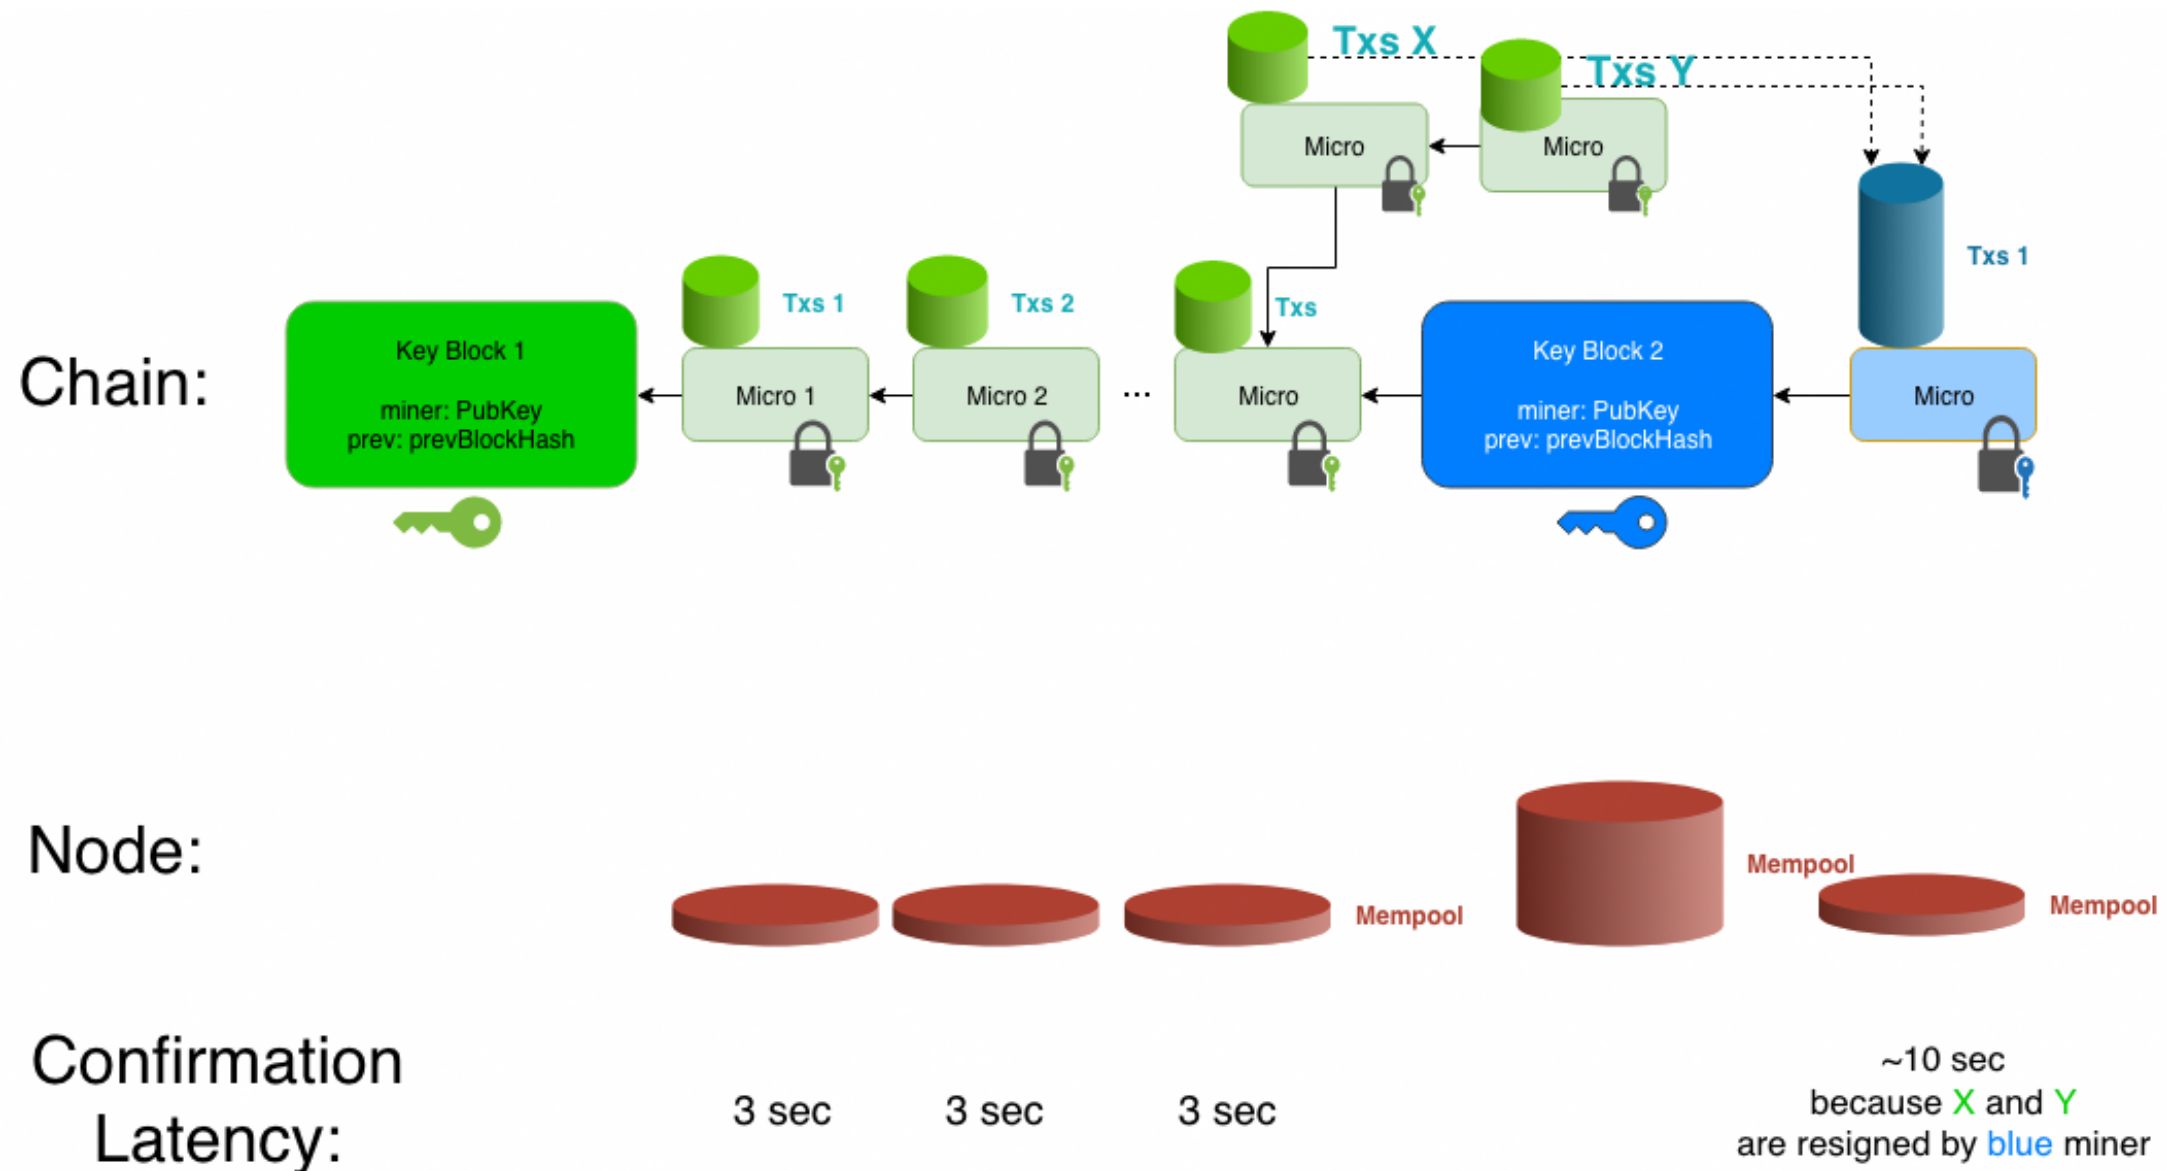 Txs X
Txs Y
Micro
Micro
Txs 1
Txs 1
Txs 2
Txs
Chain:
Key Block 1
miner: PubKey
prev: prevBlockHash
Micro 1
Micro 2
...
Micro
Key Block 2
miner: PubKey
prev: prevBlockHash
Micro
Node:
Mempool
Mempool
Mempool
Confirmation
Latency:
3 sec
3 sec
3 sec
~10 sec
because X and Y
are resigned by blue miner